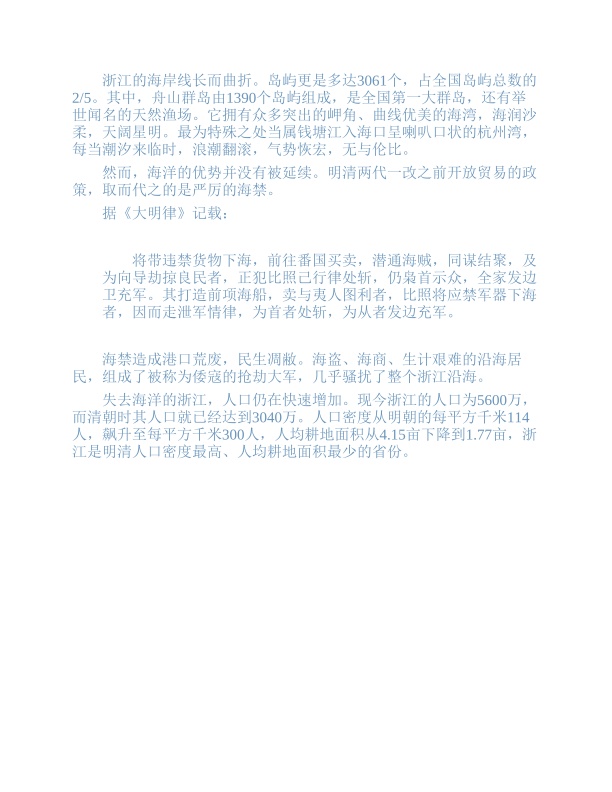 浙江的海岸线长而曲折。岛屿更是多达3061个，占全国岛屿总数的
2/5。其中，舟山群岛由1390个岛屿组成，是全国第一大群岛，还有举
世闻名的天然渔场。它拥有众多突出的岬角、曲线优美的海湾，海润沙
柔，天阔星明。最为特殊之处当属钱塘江入海口呈喇叭口状的杭州湾，
每当潮汐来临时，浪潮翻滚，气势恢宏，无与伦比。
然而，海洋的优势并没有被延续。明清两代一改之前开放贸易的政
策，取而代之的是严厉的海禁。
据《大明律》记载：
将带违禁货物下海，前往番国买卖，潜通海贼，同谋结聚，及
为向导劫掠良民者，正犯比照己行律处斩，仍枭首示众，全家发边
卫充军。其打造前项海船，卖与夷人图利者，比照将应禁军器下海
者，因而走泄军情律，为首者处斩，为从者发边充军。
海禁造成港口荒废，民生凋敝。海盗、海商、生计艰难的沿海居
民，组成了被称为倭寇的抢劫大军，几乎骚扰了整个浙江沿海。
失去海洋的浙江，人口仍在快速增加。现今浙江的人口为5600万，
而清朝时其人口就已经达到3040万。人口密度从明朝的每平方千米114
人，飙升至每平方千米300人，人均耕地面积从4.15亩下降到1.77亩，浙
江是明清人口密度最高、人均耕地面积最少的省份。